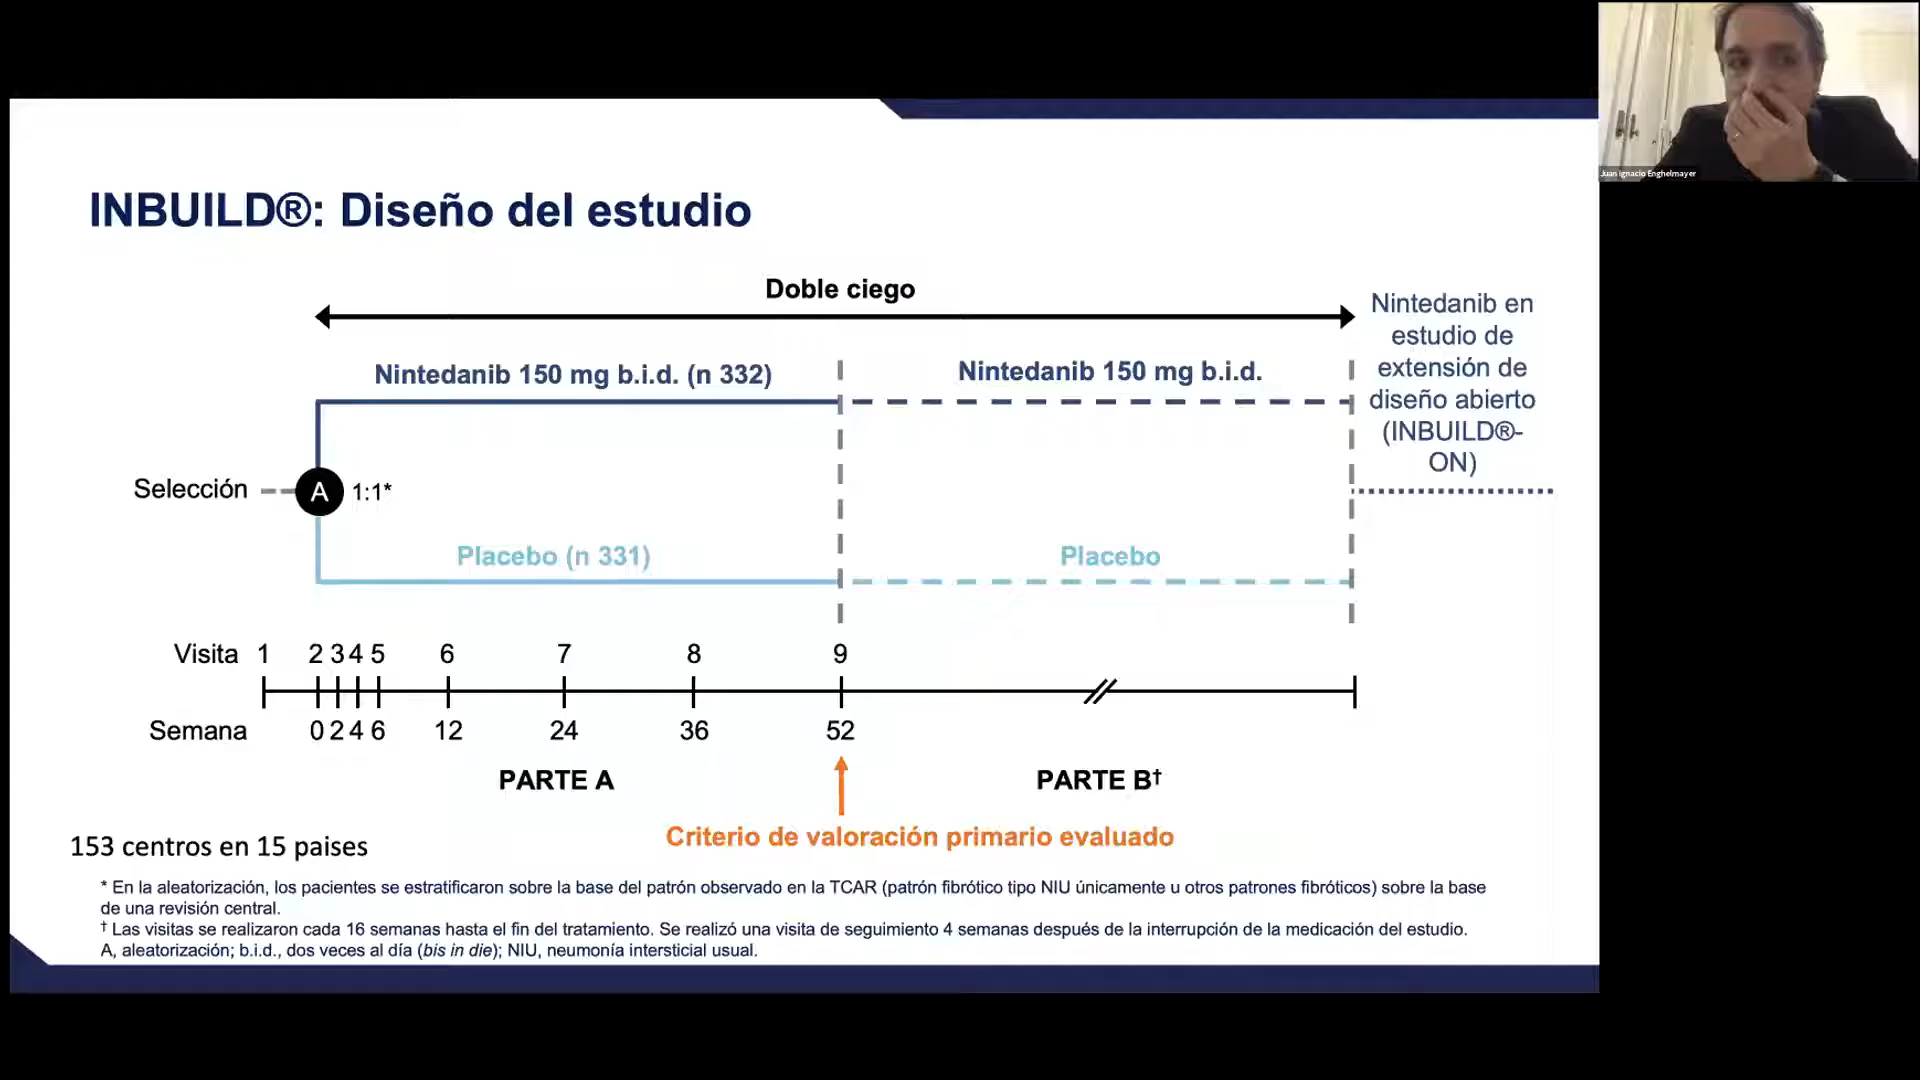 Juan Ignacio Enghelmayer
INBUILD®: Diseño del estudio
Doble ciego
Nintedanib 150 mg b.i.d. (n 332)
Nintedanib 150 mg b.i.d.
Nintedanib en
estudio de
extensión de
diseño abierto
(INBUILD®-
ON)
Selección
A
1:1*
Placebo (n 331)
Placebo
Visita 1 2 3 4 5 6 7 8 9
Semana 0 2 4 6 12 24 36 52
PARTE A
PARTE B†
Criterio de valoración primario evaluado
153 centros en 15 paises
* En la aleatorización, los pacientes se estratificaron sobre la base del patrón observado en la TCAR (patrón fibrótico tipo NIU únicamente u otros patrones fibróticos) sobre la base
de una revisión central.
† Las visitas se realizaron cada 16 semanas hasta el fin del tratamiento. Se realizó una visita de seguimiento 4 semanas después de la interrupción de la medicación del estudio.
A, aleatorización; b.i.d., dos veces al día (bis in die); NIU, neumonía intersticial usual.